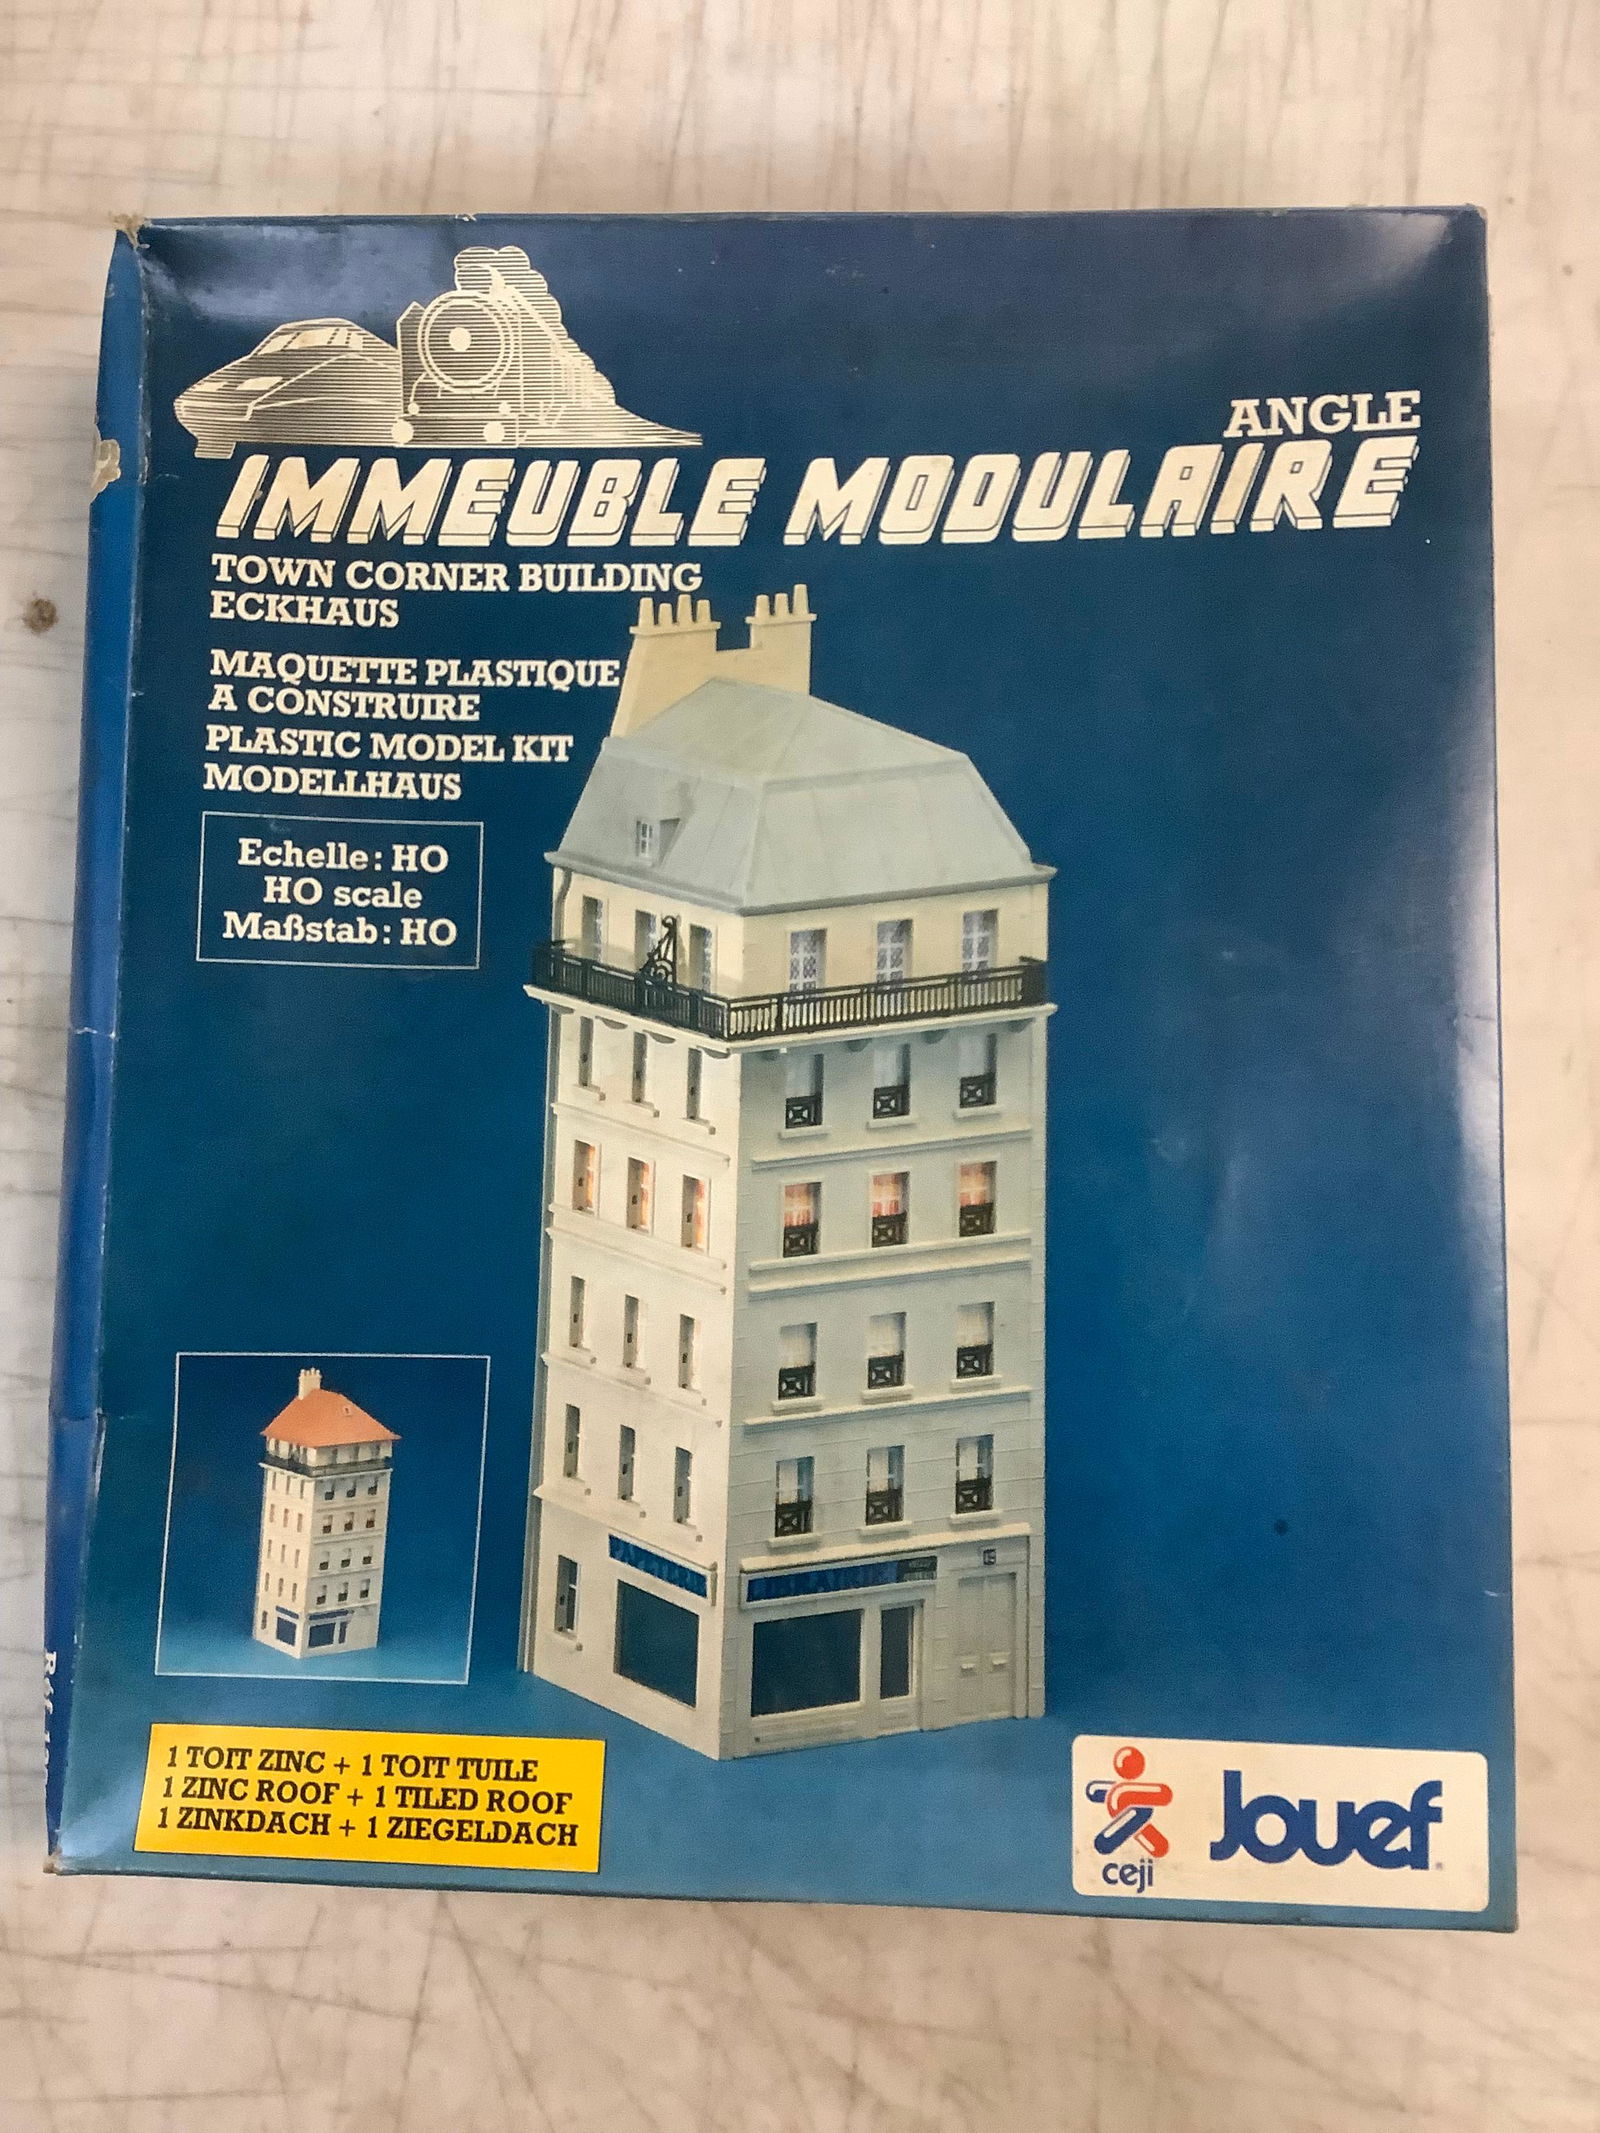 ANGLE
IMMEUBLE MODULAIRE
TOWN CORNER BUILDING
ECKHAUS
MAQUETTE PLASTIQUE
A CONSTRUIRE
PLASTIC MODEL KIT
MODELLHAUS
Echelle: HO
HO scale
Maßstab: HO
PAPETERIE
LIBRAIRIE
1 TOIT ZINC + 1 TOIT TUILE
1 ZINC ROOF + 1 TILED ROOF
1 ZINKDACH + 1 ZIEGELDACH
ceji
Jouef